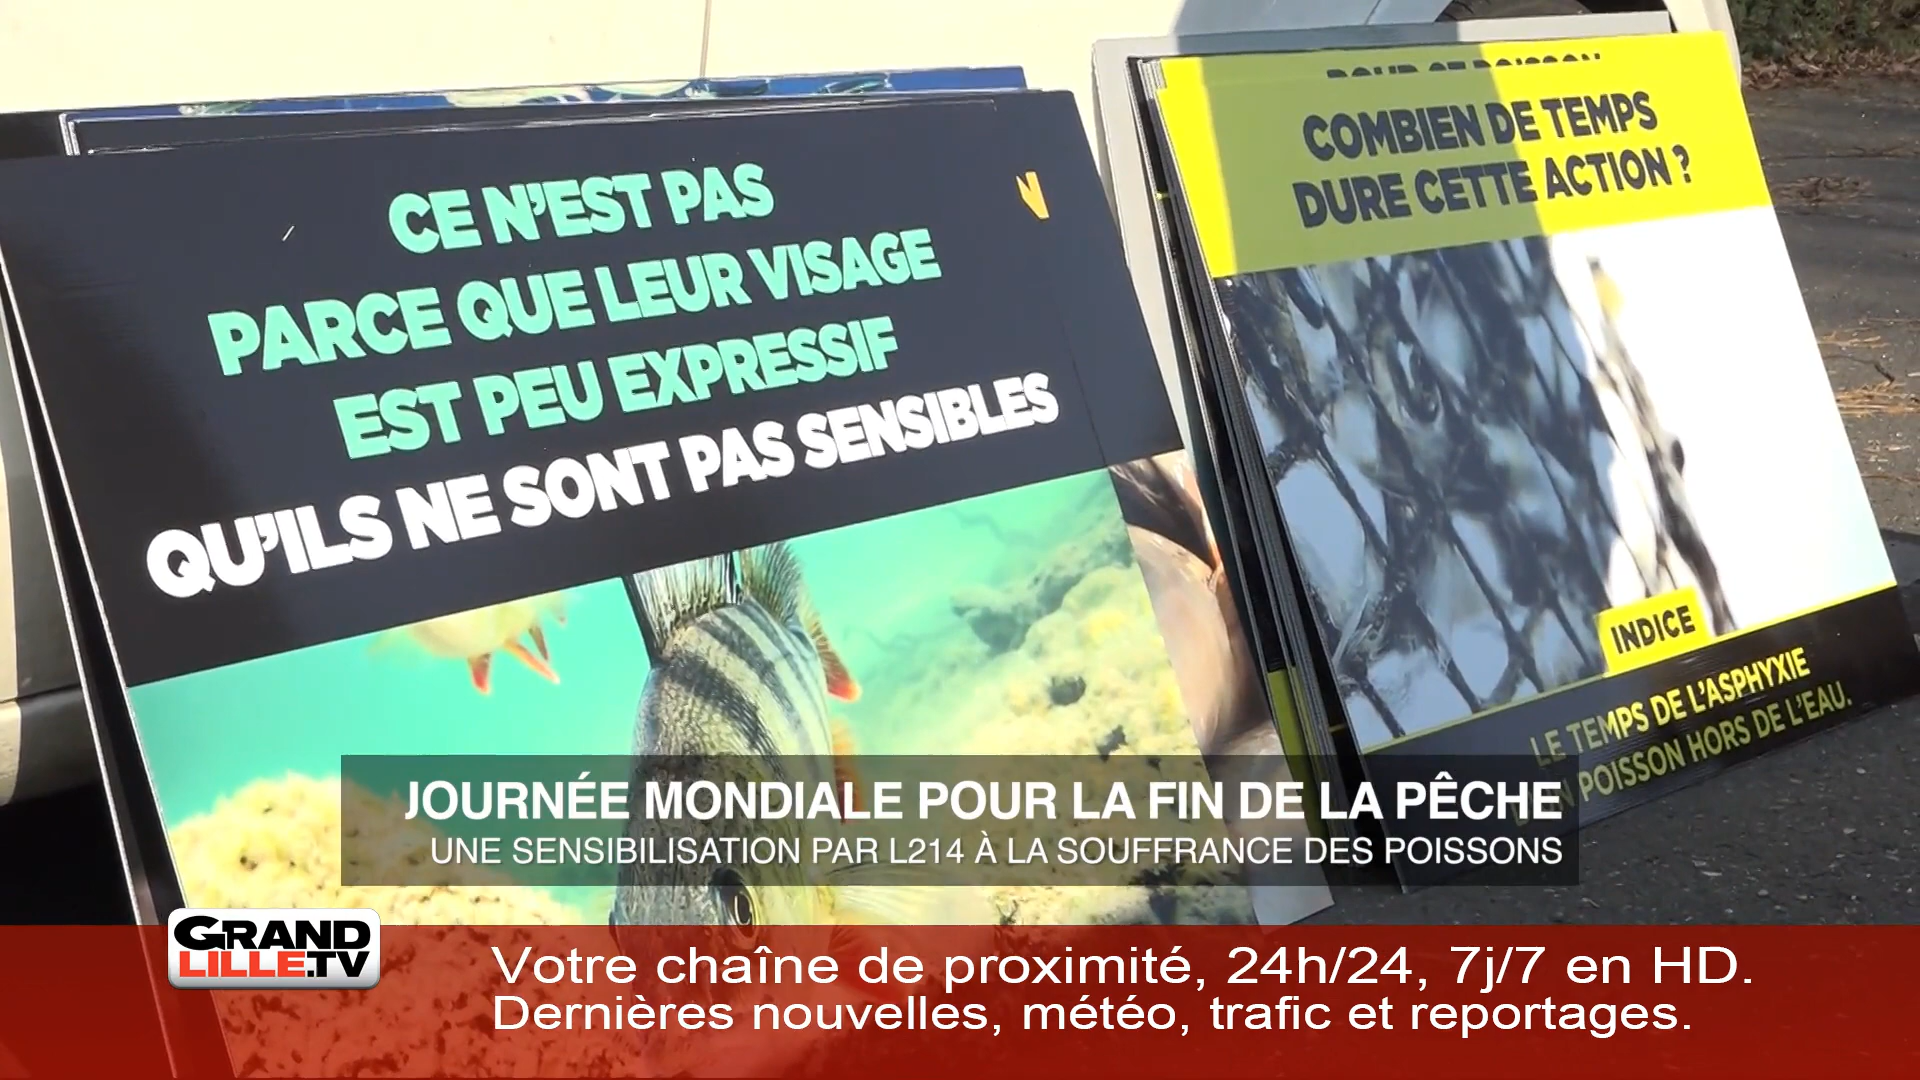 CE N'EST PAS
PARCE QUE LEUR VISAGE
EST PEU EXPRESSIF
QU'ILS NE SONT PAS SENSIBLES
COMBIEN DE TEMPS
DURE CETTE ACTION ?
INDICE
LE TEMPS DE L'ASPHYXIE
POISSON HORS DE L'EAU.
JOURNÉE MONDIALE POUR LA FIN DE LA PÊCHE
UNE SENSIBILISATION PAR L214 À LA SOUFFRANCE DES POISSONS
GRAND
LILLE.TV
Votre chaîne de proximité, 24h/24, 7j/7 en HD.
Dernières nouvelles, météo, trafic et reportages.